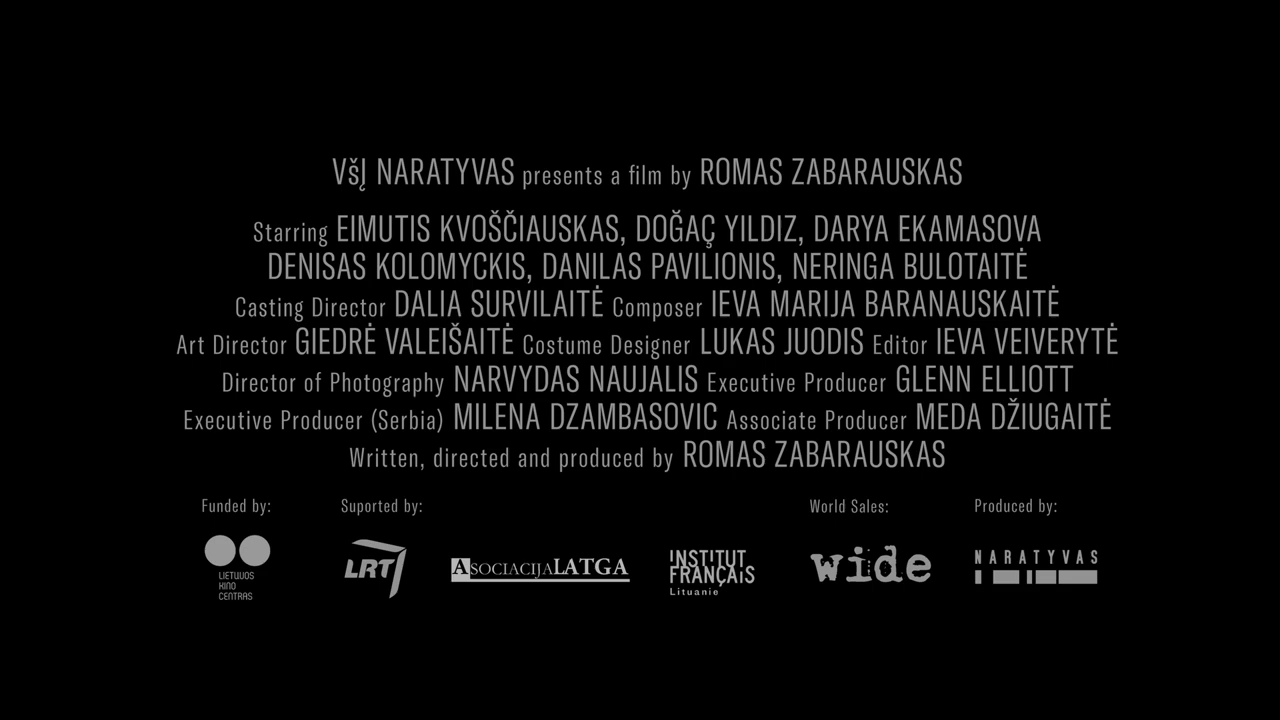 VšĮ NARATYVAS presents a film by ROMAS ZABARAUSKAS
Starring EIMUTIS KVOŠČIAUSKAS, DOĞAÇ YILDIZ, DARYA EKAMASOVA
DENISAS KOLOMYCKIS, DANILAS PAVILIONIS, NERINGA BULOTAITĖ
Casting Director DALIA SURVILAITĖ Composer IEVA MARIJA BARANAUSKAITĖ
Art Director GIEDRĖ VALEIŠAITĖ Costume Designer LUKAS JUODIS Editor IEVA VEIVERYTĖ
Director of Photography NARVYDAS NAUJALIS Executive Producer GLENN ELLIOTT
Executive Producer (Serbia) MILENA DZAMBASOVIC Associate Producer MEDA DŽIUGAITĖ
Written, directed and produced by ROMAS ZABARAUSKAS
Funded by: Suported by: World Sales: Produced by:
LIETUVOS
KINO
CENTRAS
LRT
ASOCIACIJA LATGA
INSTITUT
FRANÇAIS
Lituanie
wide
NARATYVAS